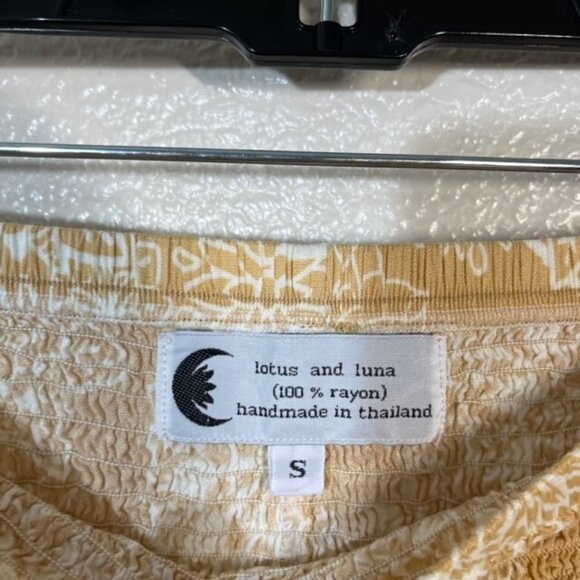 lotus and luna
(100 % rayon)
handmade in thailand
S